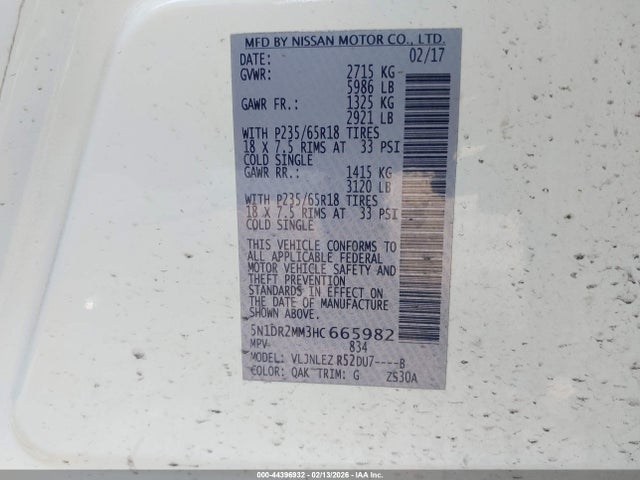 MFD BY NISSAN MOTOR CO., LTD.
DATE: 02/17
GVWR: 2715 KG
5986 LB
GAWR FR.: 1325 KG
2921 LB
WITH P235/65R18 TIRES
18 X 7.5 RIMS AT 33 PSI
COLD SINGLE
GAWR RR.: 1415 KG
3120 LB
WITH P235/65R18 TIRES
18 X 7.5 RIMS AT 33 PSI
COLD SINGLE
THIS VEHICLE CONFORMS TO
ALL APPLICABLE FEDERAL
MOTOR VEHICLE SAFETY AND
THEFT PREVENTION
STANDARDS IN EFFECT ON
THE DATE OF MANUFACTURE
SHOWN ABOVE.
5N1DR2MM3HC665982
MPV- 834
MODEL: VLJNLEZ R52DU7----B
COLOR: QAK TRIM: G ZS30A
000-44396932 - 02/13/2026 - IAA Inc.